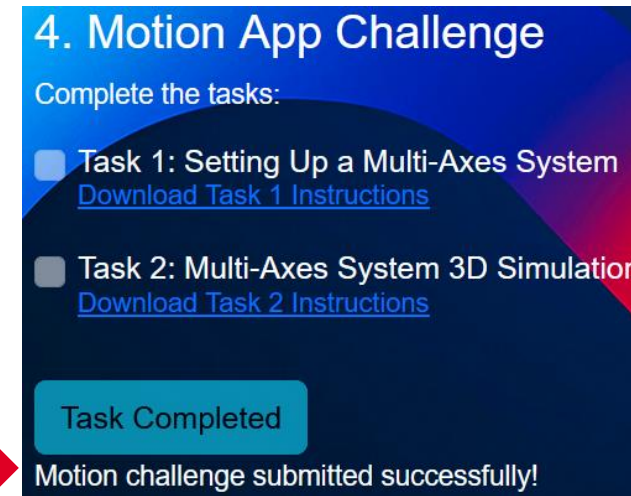 4. Motion App Challenge
Complete the tasks:
Task 1: Setting Up a Multi-Axes System
Download Task 1 Instructions
Task 2: Multi-Axes System 3D Simulation
Download Task 2 Instructions
Task Completed
Motion challenge submitted successfully!